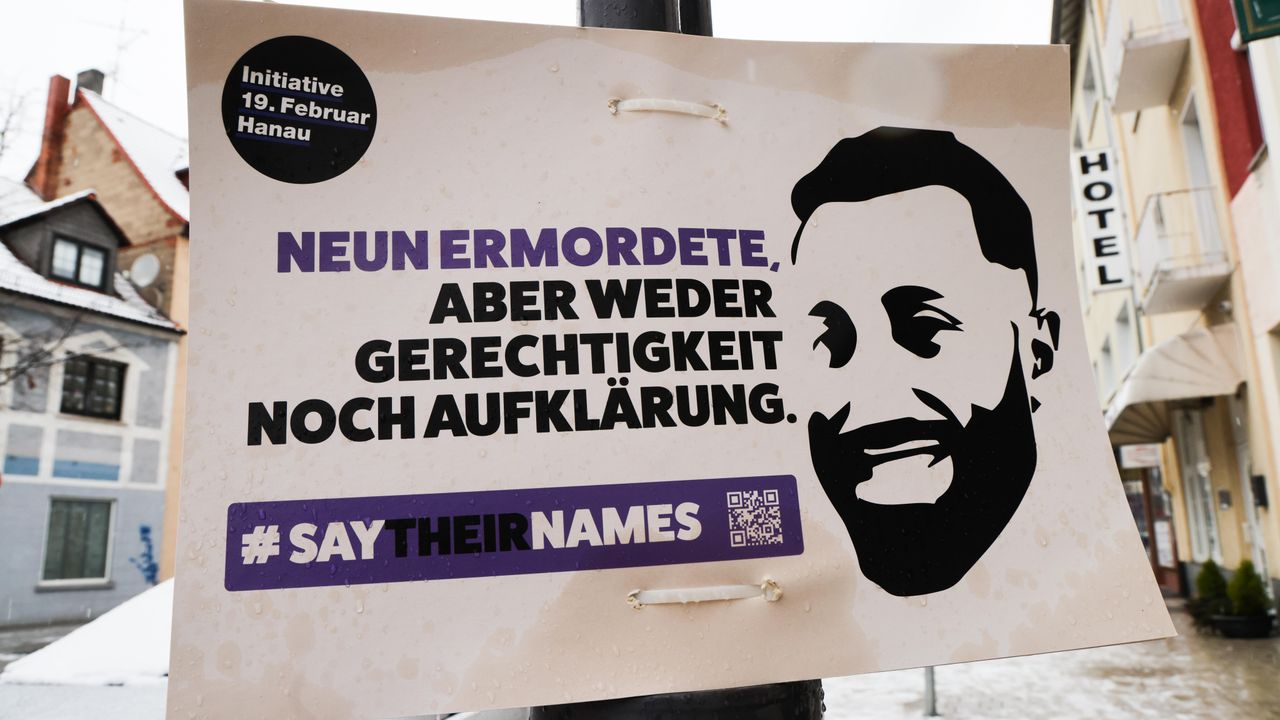 Initiative
19. Februar
Hanau
NEUN ERMORDETE,
ABER WEDER
GERECHTIGKEIT
NOCH AUFKLÄRUNG.
#SAYTHEIRNAMES
HOTEL